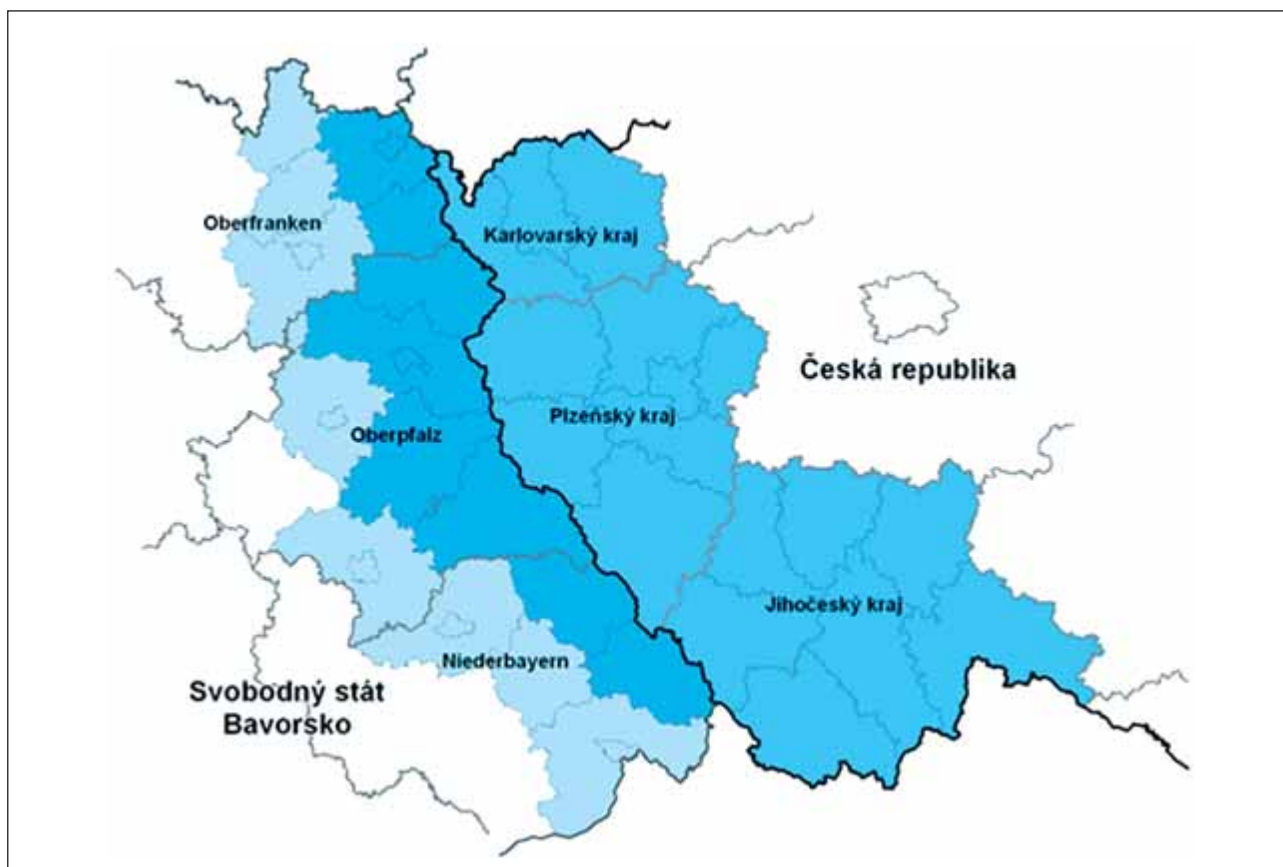 Oberfranken
Karlovarský kraj
Česká republika
Plzeňský kraj
Oberpfalz
Jihočeský kraj
Niederbayern
Svobodný stát
Bavorsko